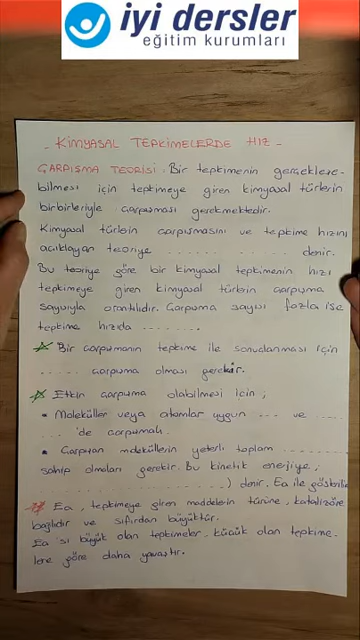 iyi dersler
eğitim kurumları
- KİMYASAL TEPKİMELERDE HIZ -
ÇARPIŞMA TEORİSİ: Bir tepkimenin gerçekleşe-
bilmesi için tepkimeye giren kimyasal türlerin
birbirleriyle çarpışması gerekmektedir.
Kimyasal türlerin çarpışmasını ve tepkime hızını
açıklayan teoriye ............ denir.
Bu teoriye göre bir kimyasal tepkimenin hızı
tepkimeye giren kimyasal türlerin çarpışma
sayısıyla orantılıdır. Çarpışma sayısı fazla ise
tepkime hızıda ........
Bir çarpışmanın tepkime ile sonuçlanması için
...... çarpışma olması gerekir.
Etkin çarpışma olabilmesi için;
• Moleküller veya atomlar uygun ... ve ....
... 'de çarpışmalı.
• Çarpışan moleküllerin yeterli toplam .........
sahip olmaları gerekir. Bu kinetik enerjiye,
.................) denir. Ea ile gösterilir
Ea, tepkimeye giren maddelerin türüne, katalizöre
bağlıdır ve sıfırdan büyüktür.
Ea'sı büyük olan tepkimeler, küçük olan tepkime-
lere göre daha yavaştır.